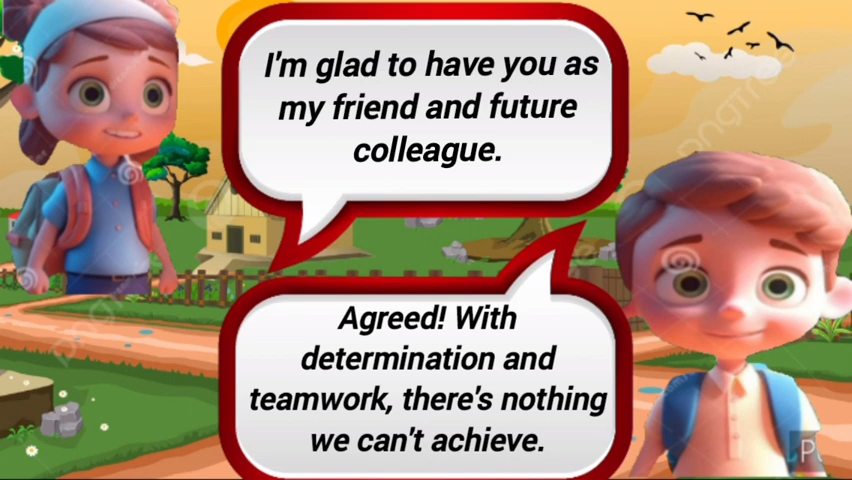 I'm glad to have you as
my friend and future
colleague.
Agreed! With
determination and
teamwork, there's nothing
we can't achieve.